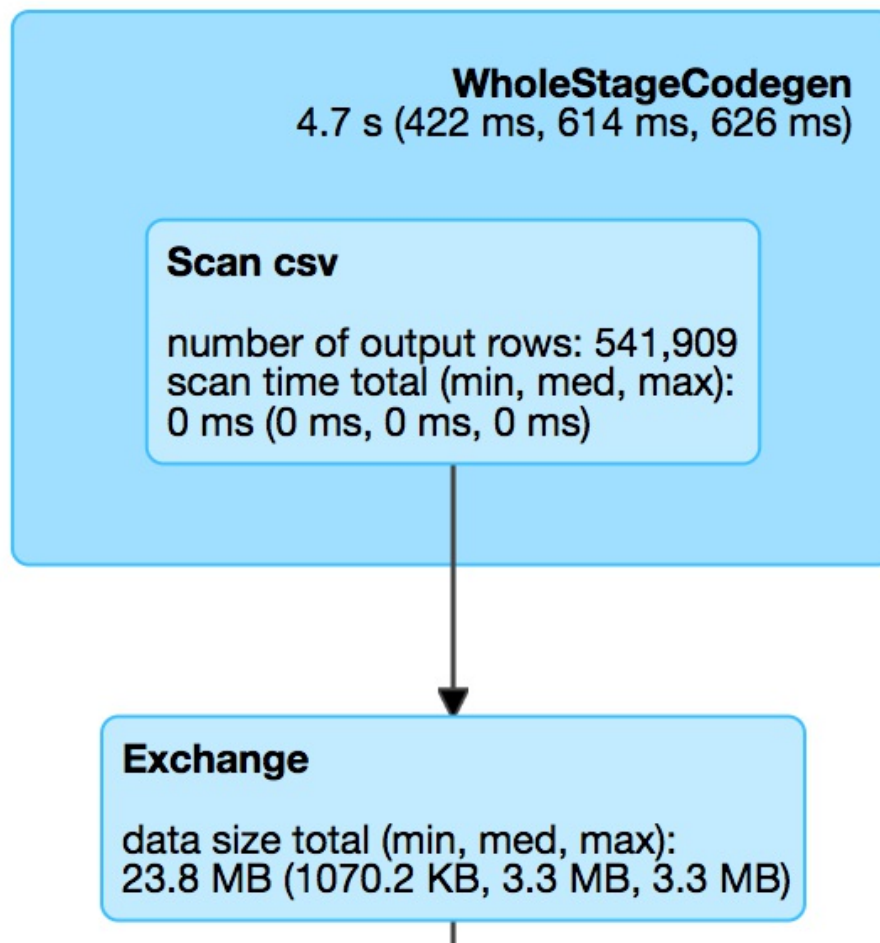 WholeStageCodegen
4.7 s (422 ms, 614 ms, 626 ms)
Scan csv
number of output rows: 541,909
scan time total (min, med, max):
0 ms (0 ms, 0 ms, 0 ms)
Exchange
data size total (min, med, max):
23.8 MB (1070.2 KB, 3.3 MB, 3.3 MB)